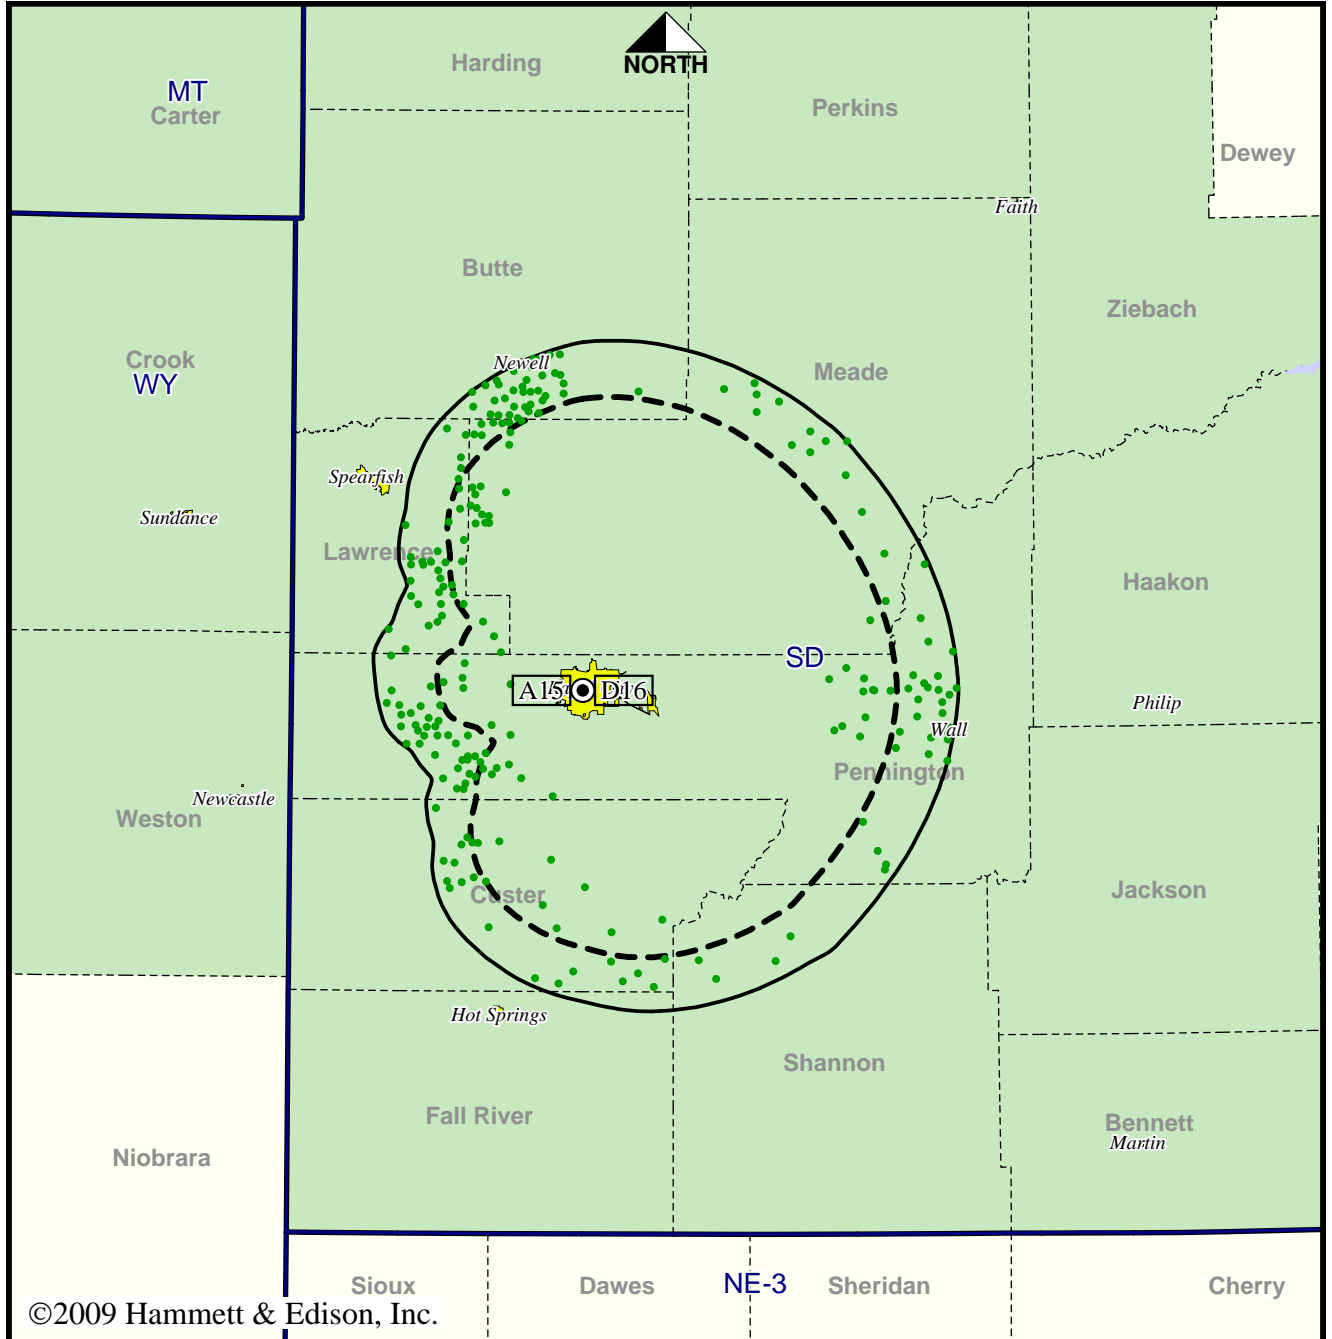 Harding
NORTH
MT
Carter
Perkins
Dewey
Faith
Butte
Ziebach
Crook
WY
Newell
Meade
Spearfish
Sundance
Lawrence
Haakon
SD
A15
D16
Philip
Wall
Pennington
Newcastle
Weston
Custer
Jackson
Hot Springs
Shannon
Fall River
Bennett
Martin
Niobrara
Sioux
Dawes
NE-3
Sheridan
Cherry
©2009 Hammett & Edison, Inc.